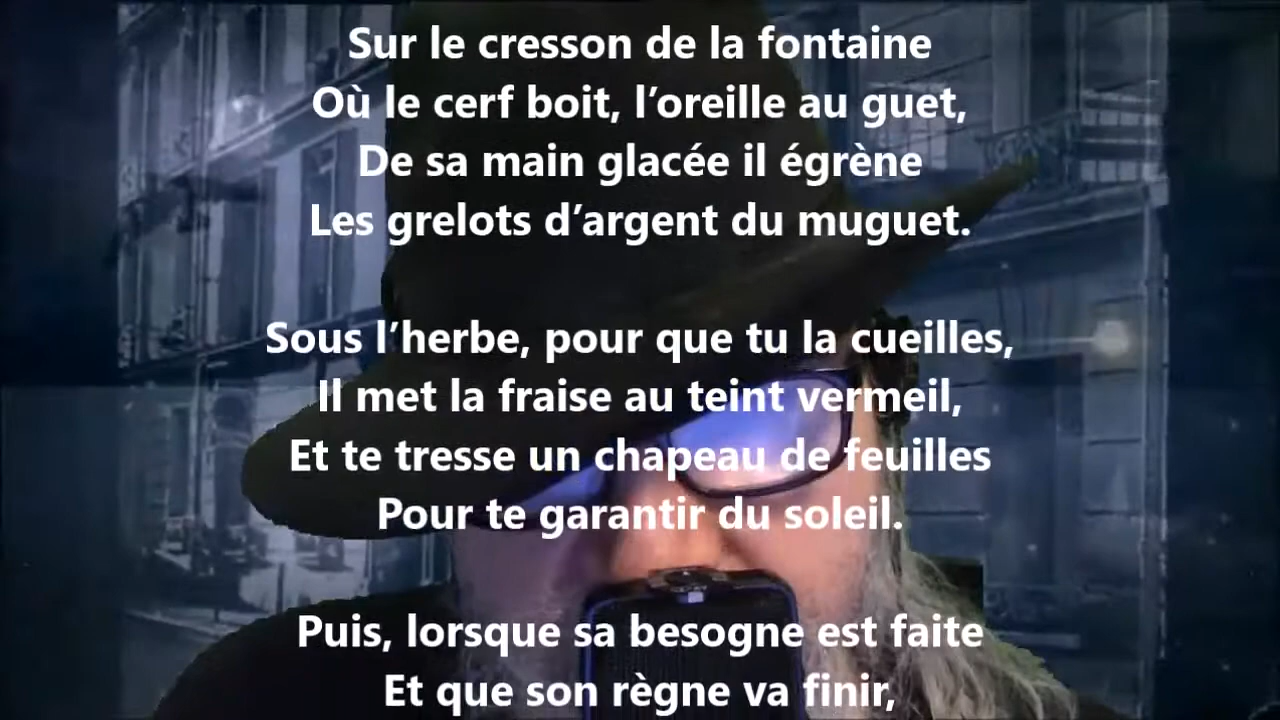 Sur le cresson de la fontaine
Où le cerf boit, l’oreille au guet,
De sa main glacée il égrène
Les grelots d’argent du muguet.
Sous l’herbe, pour que tu la cueilles,
Il met la fraise au teint vermeil,
Et te tresse un chapeau de feuilles
Pour te garantir du soleil.
Puis, lorsque sa besogne est faite
Et que son règne va finir,